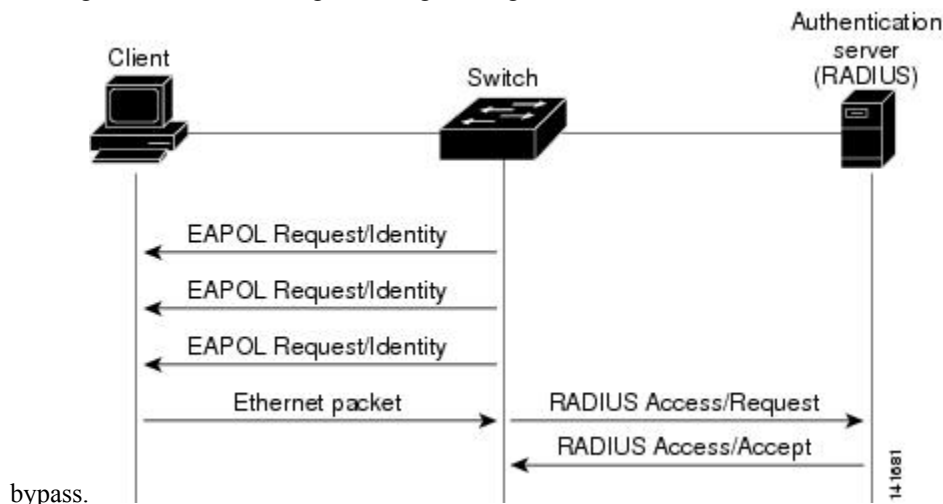 Authentication
server
(RADIUS)
Client
Switch
EAPOL Request/Identity
EAPOL Request/Identity
EAPOL Request/Identity
Ethernet packet
RADIUS Access/Request
RADIUS Access/Accept
141681
bypass.